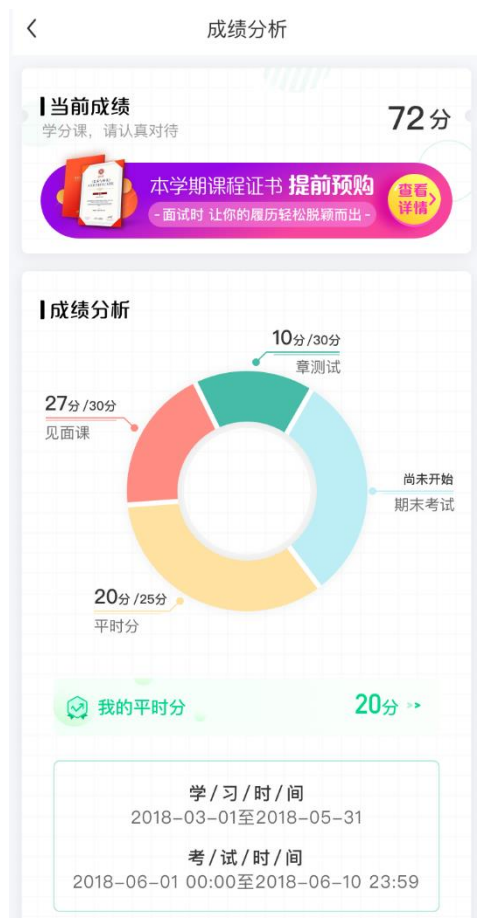 成绩分析
当前成绩
72分
学分课，请认真对待
本学期课程证书 提前预购
-面试时 让你的履历轻松脱颖而出-
查看
详情
成绩分析
10分/30分
章测试
27分/30分
见面课
尚未开始
期末考试
20分/25分
平时分
我的平时分
20分
学/习/时/间
2018-03-01至2018-05-31
考/试/时/间
2018-06-01 00:00至2018-06-10 23:59